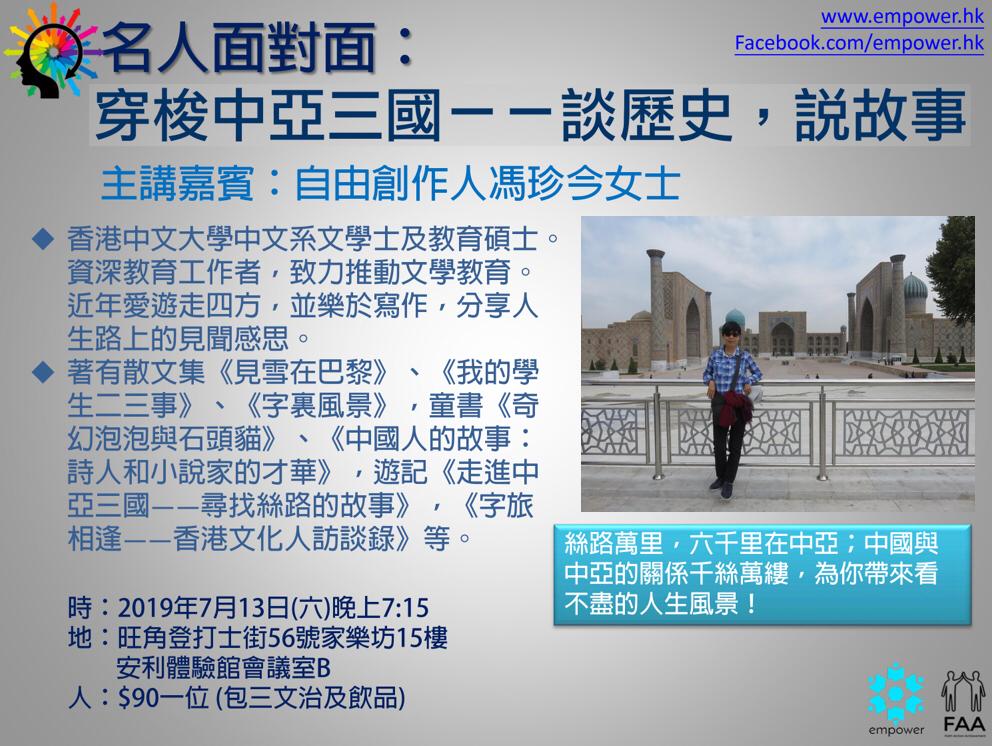 www.empower.hk
Facebook.com/empower.hk
名人面對面：
穿梭中亞三國－－談歷史，説故事
主講嘉賓：自由創作人馮珍今女士
◆ 香港中文大學中文系文學士及教育碩士。
資深教育工作者，致力推動文學教育。
近年愛遊走四方，並樂於寫作，分享人
生路上的見聞感思。
◆ 著有散文集《見雪在巴黎》、《我的學
生二三事》、《字裏風景》，童書《奇
幻泡泡與石頭貓》、《中國人的故事：
詩人和小說家的才華》，遊記《走進中
亞三國——尋找絲路的故事》，《字旅
相逢——香港文化人訪談錄》等。
絲路萬里，六千里在中亞；中國與
中亞的關係千絲萬縷，為你帶來看
不盡的人生風景！
時：2019年7月13日(六)晚上7:15
地：旺角登打士街56號家樂坊15樓
安利體驗館會議室B
人：$90一位 (包三文治及飲品)
empower
FAA